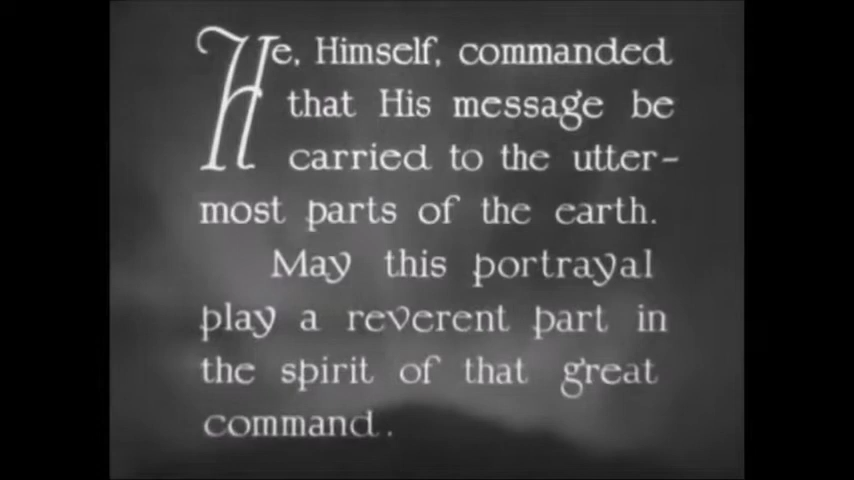 He, Himself, commanded
that His message be
carried to the utter-
most parts of the earth.
May this portrayal
play a reverent part in
the spirit of that great
command.